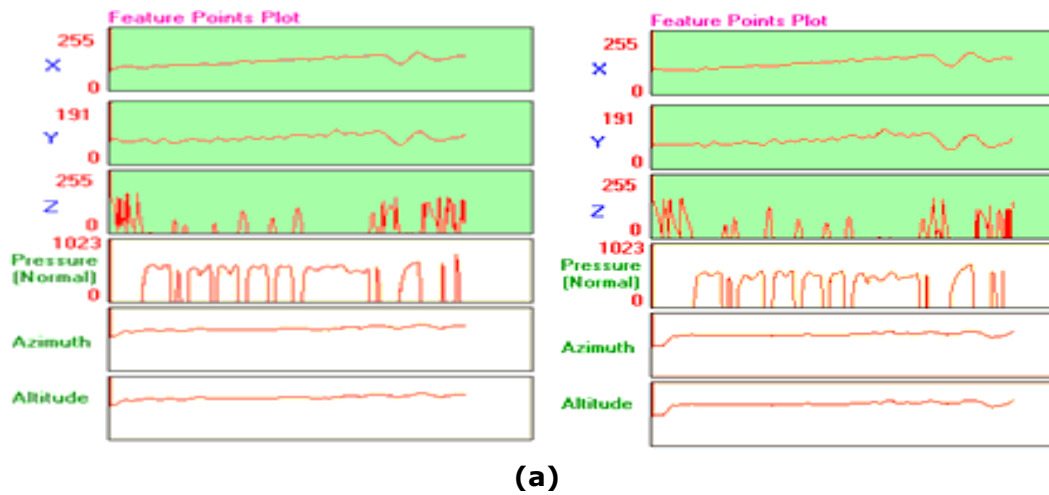 Feature Points Plot
255
X
0
191
Y
0
255
Z
0
1023
Pressure
(Normal)
0
Azimuth
Altitude
Feature Points Plot
255
X
0
191
Y
0
255
Z
0
1023
Pressure
(Normal)
0
Azimuth
Altitude
(a)